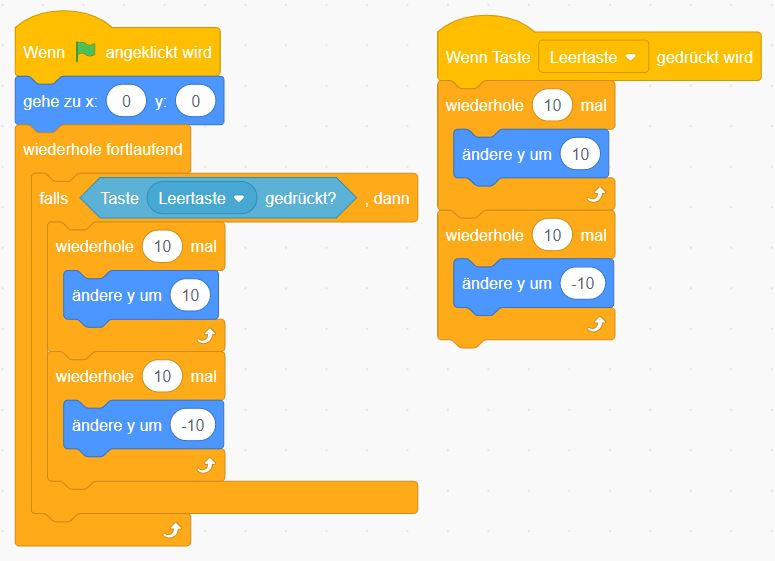 Wenn angeklickt wird
gehe zu x: 0 y: 0
wiederhole fortlaufend
falls Taste Leertaste gedrückt? , dann
wiederhole 10 mal
ändere y um 10
wiederhole 10 mal
ändere y um -10
Wenn Taste Leertaste gedrückt wird
wiederhole 10 mal
ändere y um 10
wiederhole 10 mal
ändere y um -10